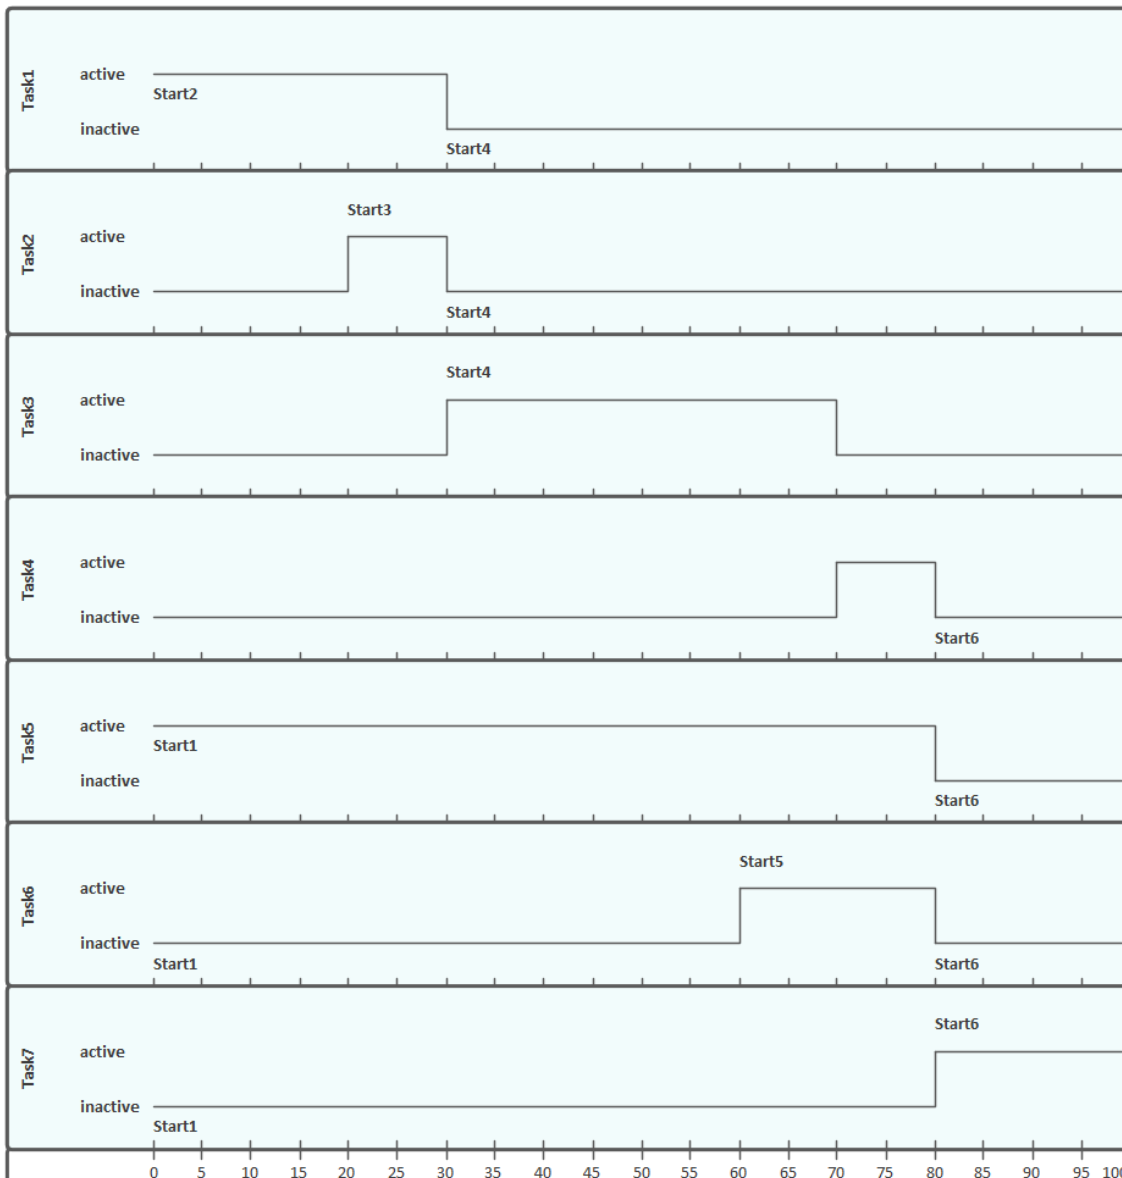 Task1
active
Start2
inactive
Start4
Task2
Start3
active
inactive
Start4
Task3
Start4
active
inactive
Task4
active
inactive
Start6
Task5
active
Start1
inactive
Start6
Task6
Start5
active
inactive
Start1 Start6
Task7
Start6
active
inactive
Start1
0 5 10 15 20 25 30 35 40 45 50 55 60 65 70 75 80 85 90 95 100